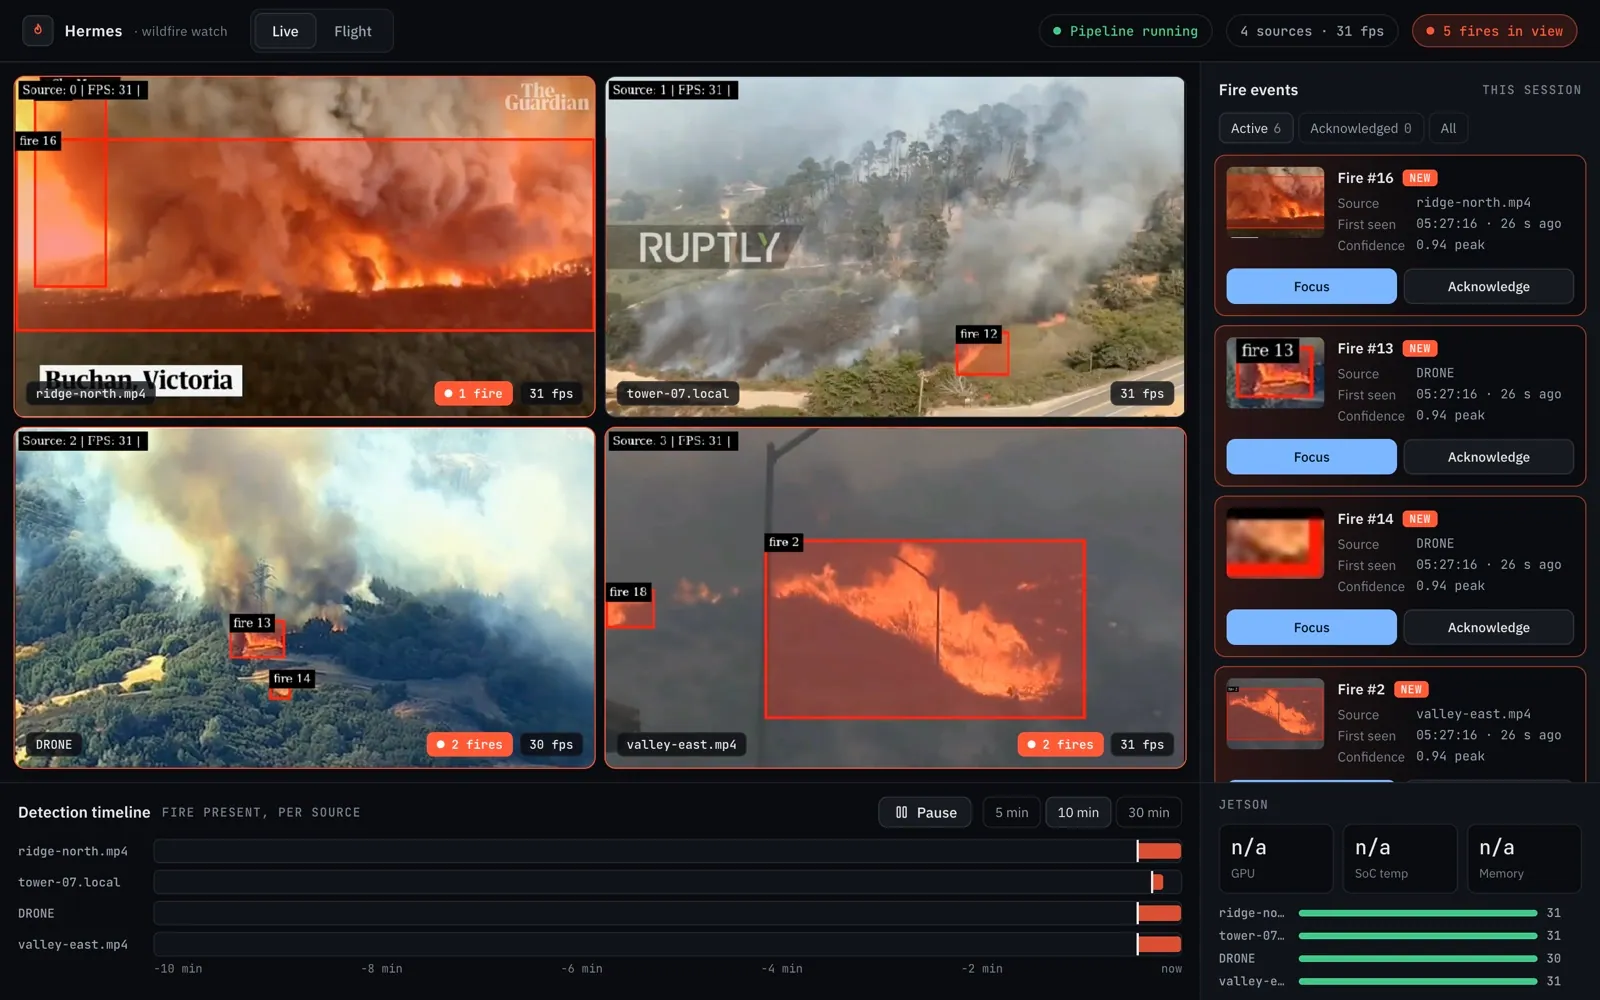 Hermes · wildfire watch
Live
Flight
Pipeline running
4 sources · 31 fps
5 fires in view
Source: 0 | FPS: 31 |
The
Guardian
fire 16
Buchan, Victoria
ridge-north.mp4
1 fire
31 fps
Source: 1 | FPS: 31 |
RUPTLY
fire 12
tower-07.local
31 fps
Source: 2 | FPS: 31 |
fire 13
fire 14
DRONE
2 fires
30 fps
Source: 3 | FPS: 31 |
fire 2
fire 18
valley-east.mp4
2 fires
31 fps
Fire events
THIS SESSION
Active 6
Acknowledged 0
All
Fire #16 NEW
Source ridge-north.mp4
First seen 05:27:16 · 26 s ago
Confidence 0.94 peak
Focus
Acknowledge
fire 13
Fire #13 NEW
Source DRONE
First seen 05:27:16 · 26 s ago
Confidence 0.94 peak
Focus
Acknowledge
Fire #14 NEW
Source DRONE
First seen 05:27:16 · 26 s ago
Confidence 0.94 peak
Focus
Acknowledge
Fire #2 NEW
Source valley-east.mp4
First seen 05:27:16 · 26 s ago
Confidence 0.94 peak
Detection timeline FIRE PRESENT, PER SOURCE
Pause
5 min
10 min
30 min
ridge-north.mp4
tower-07.local
DRONE
valley-east.mp4
-10 min
-8 min
-6 min
-4 min
-2 min
now
JETSON
n/a
GPU
n/a
SoC temp
n/a
Memory
ridge-no… 31
tower-07… 31
DRONE 30
valley-e… 31